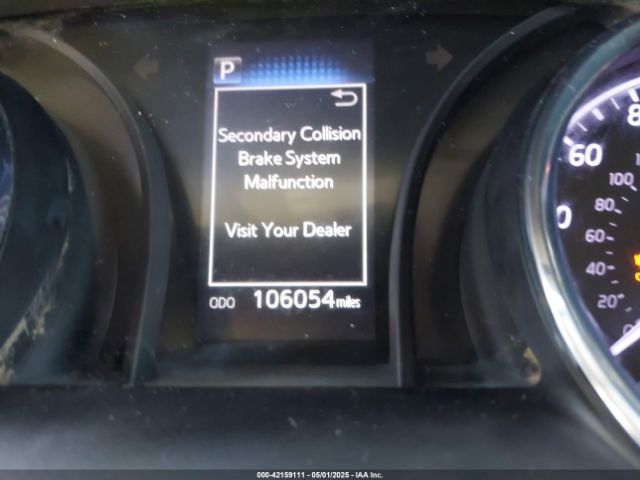 P
Secondary Collision
Brake System
Malfunction
Visit Your Dealer
ODO 106054 miles
60
100
80
60
40
20
000-42159111 - 05/01/2025 - IAA Inc.